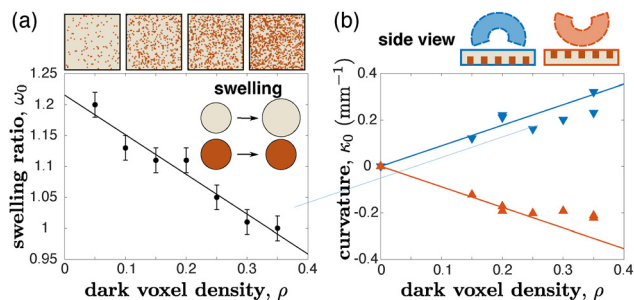 (a)
swelling
swelling ratio, ω₀
1.25
1.2
1.15
1.1
1.05
1
0.95
0
0.1
0.2
0.3
0.4
dark voxel density, ρ
(b)
side view
curvature, κ₀ (mm⁻¹)
0.4
0.2
0
-0.2
-0.4
0
0.1
0.2
0.3
0.4
dark voxel density, ρ